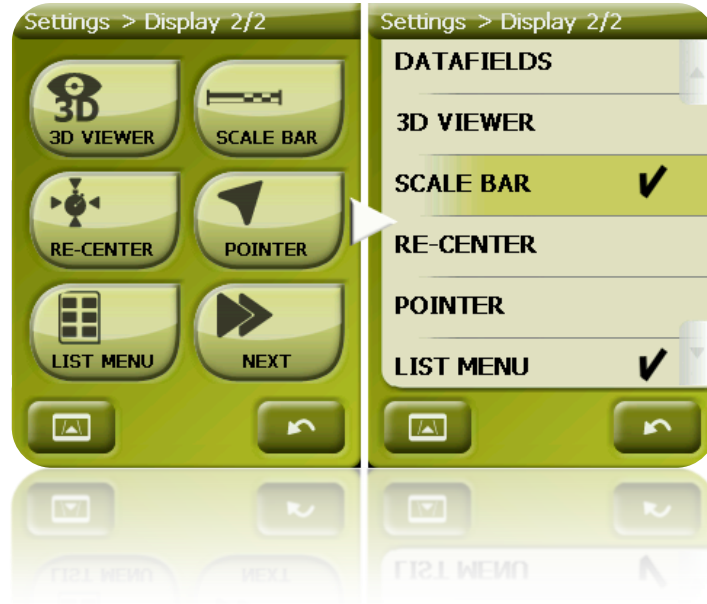 Settings > Display 2/2
3D
3D VIEWER
SCALE BAR
RE-CENTER
POINTER
LIST MENU
NEXT
Settings > Display 2/2
DATAFIELDS
3D VIEWER
SCALE BAR
RE-CENTER
POINTER
LIST MENU